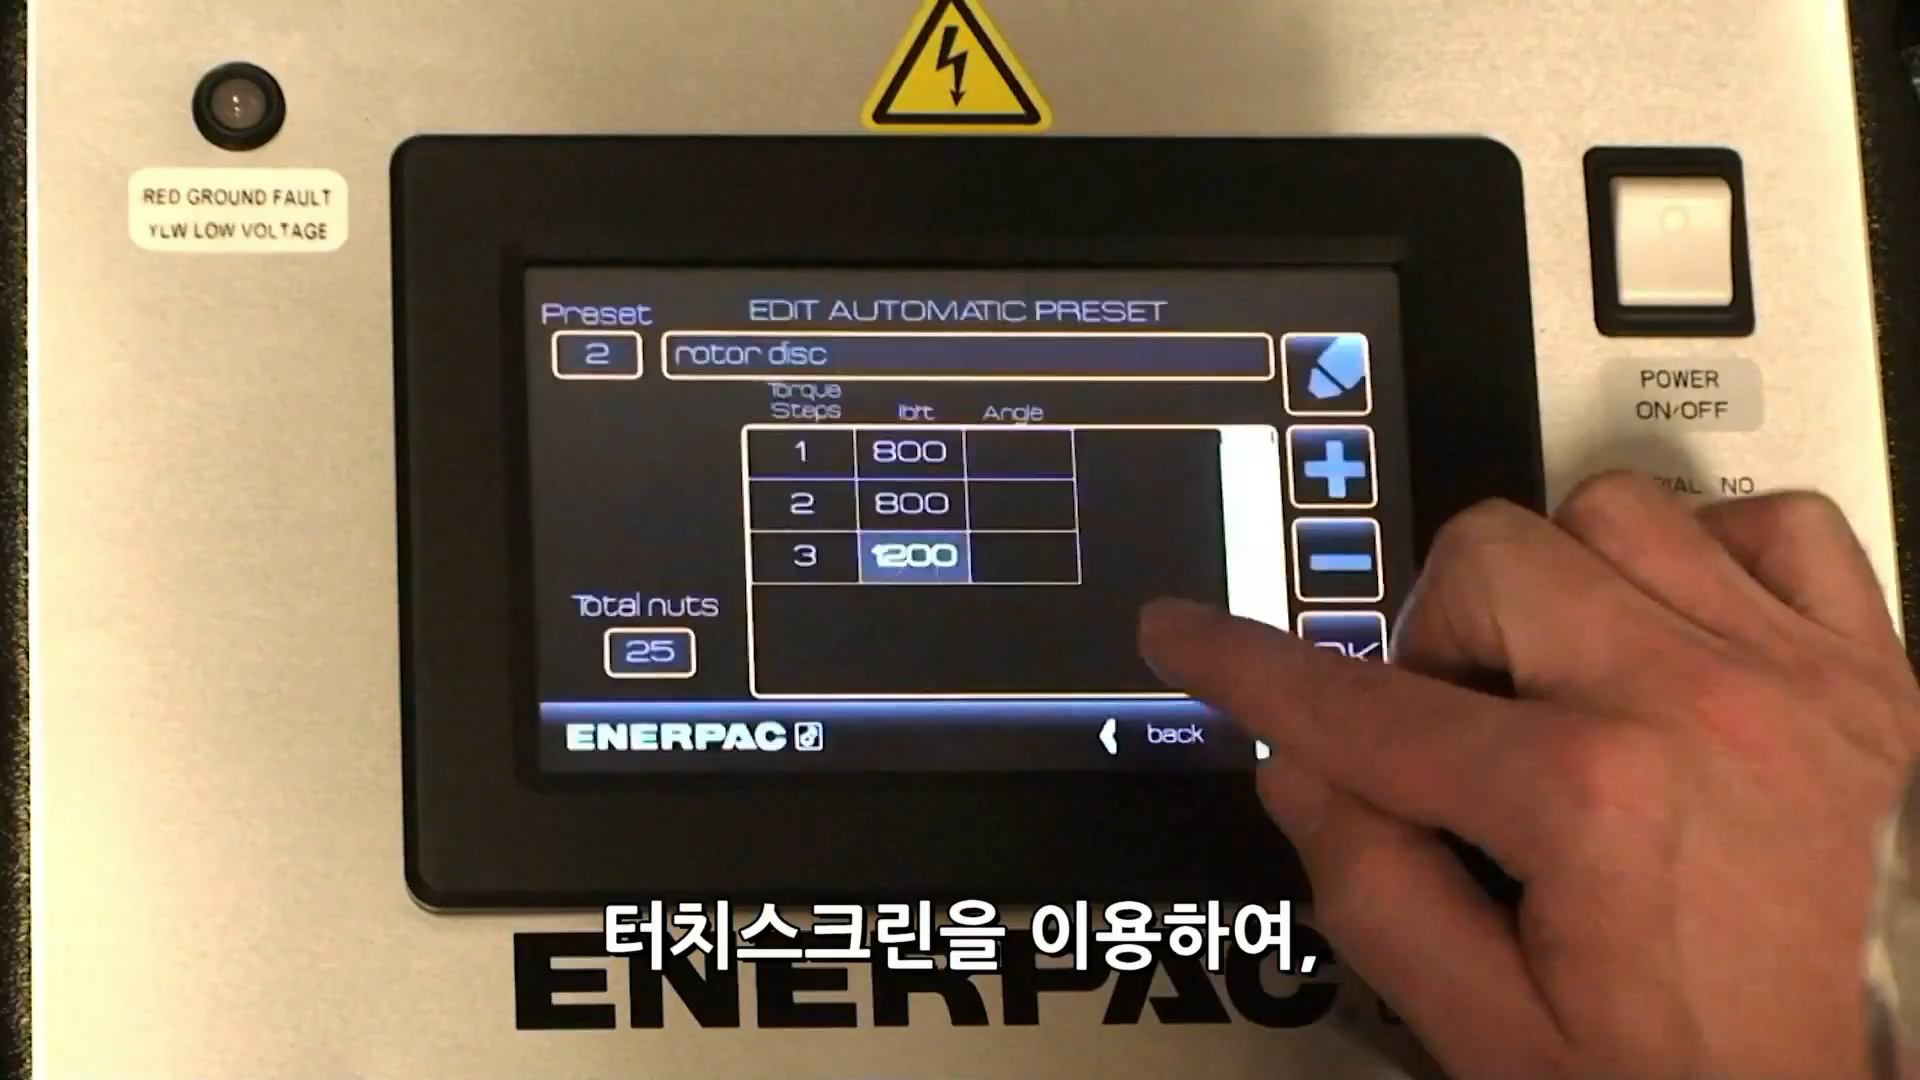 RED GROUND FAULT
YLW LOW VOLTAGE
Preset
EDIT AUTOMATIC PRESET
2
rotor disc
Torque
Steps
lbft
Angle
1
800
2
800
3
1200
Total nuts
25
OK
ENERPAC
back
POWER
ON/OFF
NO
터치스크린을 이용하여,
ENERPAC